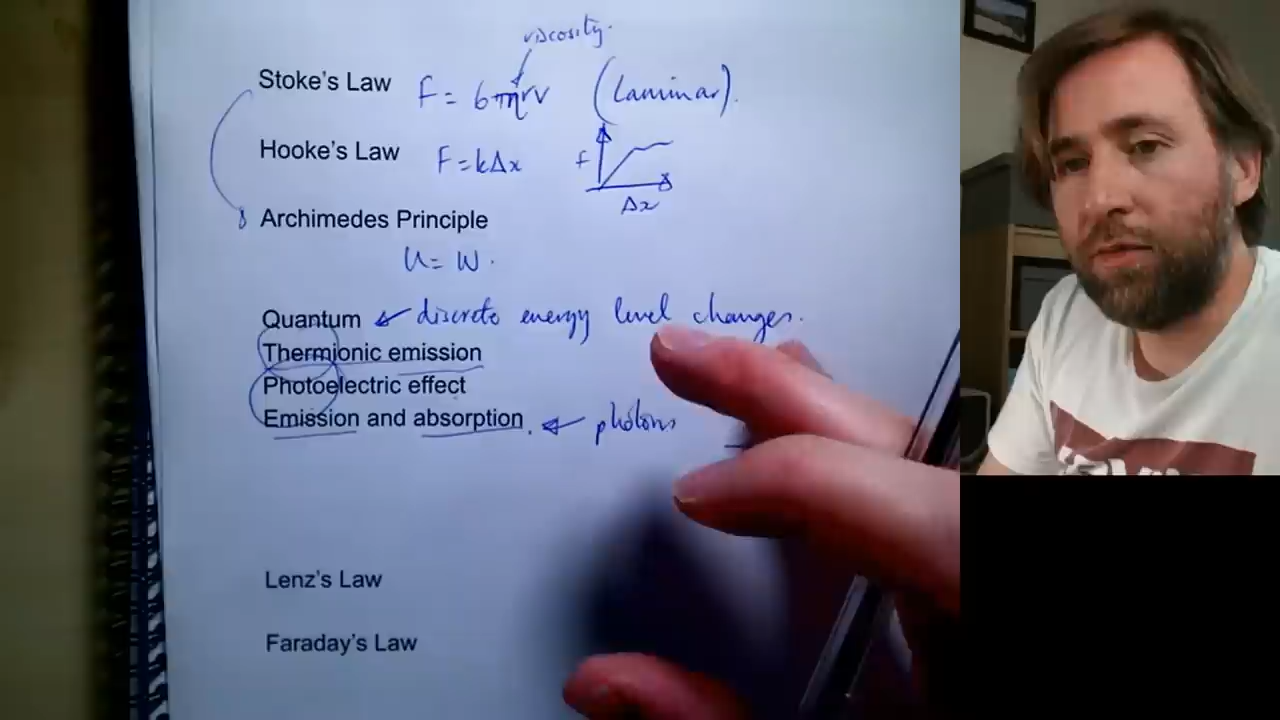 viscosity.
Stoke's Law F = 6πηrv (Laminar).
Hooke's Law F = kΔx F
Δx
Archimedes Principle
U = W.
Quantum ← discrete energy level changes.
Thermionic emission
Photoelectric effect
Emission and absorption. ← photons
Lenz's Law
Faraday's Law